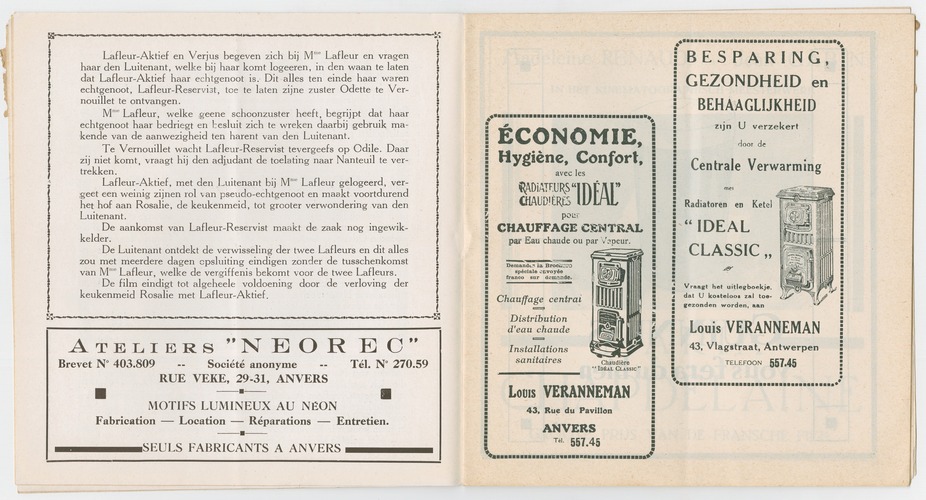 Lafleur-Aktief en Verjus begeven zich bij Mme Lafleur en vragen
haar den Luitenant, welke bij haar komt logeeren, in den waan te laten
dat Lafleur-Aktief haar echtgenoot is. Dit alles ten einde haar waren
echtgenoot, Lafleur-Reservist, toe te laten zijne zuster Odette te Ver-
nouillet te ontvangen.
Mme Lafleur, welke geene schoonzuster heeft, begrijpt dat haar
echtgenoot haar bedriegt en besluit zich te wreken daarbij gebruik ma-
kende van de aanwezigheid ten harent van den Luitenant.
Te Vernouillet wacht Lafleur-Reservist tevergeefs op Odile. Daar
zij niet komt, vraagt hij den adjudant de toelating naar Nanteuil te ver-
trekken.
Lafleur-Aktief, met den Luitenant bij Mme Lafleur gelogeerd, ver-
geet een weinig zijnen rol van pseudo-echtgenoot en maakt voortdurend
het hof aan Rosalie, de keukenmeid, tot grooter verwondering van den
Luitenant.
De aankomst van Lafleur-Reservist maakt de zaak nog ingewik-
kelder.
De Luitenant ontdekt de verwisseling der twee Lafleurs en dit alles
zou met meerdere dagen opsluiting eindigen zonder de tusschenkomst
van Mme Lafleur, welke de vergiffenis bekomt voor de twee Lafleurs.
De film eindigt tot algeheele voldoening door de verloving der
keukenmeid Rosalie met Lafleur-Aktief.
ATELIERS "NEOREC"
Brevet No 403.809 -- Société anonyme -- Tél. No 270.59
RUE VEKE, 29-31, ANVERS
MOTIFS LUMINEUX AU NÉON
Fabrication — Location — Réparations — Entretien.
SEULS FABRICANTS A ANVERS
ÉCONOMIE,
Hygiène, Confort,
avec les
RADIATEURS "IDÉAL"
CHAUDIÈRES
pour
CHAUFFAGE CENTRAL
par Eau chaude ou par Vapeur.
Demandez la Brochure
spéciale envoyée
franco sur demande.
Chauffage central
Distribution
d'eau chaude
Installations
sanitaires
Chaudière
"IDEAL CLASSIC"
Louis VERANNEMAN
43, Rue du Pavillon
ANVERS
Tél. 557.45
BESPARING,
GEZONDHEID en
BEHAAGLIJKHEID
zijn U verzekert
door de
Centrale Verwarming
met
Radiatoren en Ketel
"IDEAL
CLASSIC„
Vraagt het uitlegboekje,
dat U kosteloos zal toe-
gezonden worden, aan
Louis VERANNEMAN
43, Vlagstraat, Antwerpen
TELEFOON 557.45